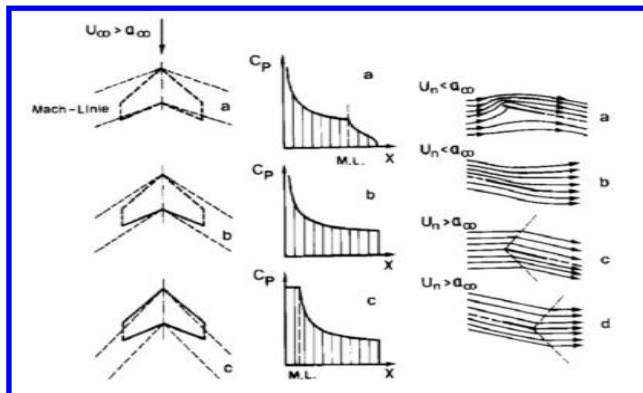 U∞ > a∞
Mach-Linie
a
b
c
Cp
a
M.L.
X
Cp
b
X
Cp
c
M.L.
X
Un < a∞
a
Un < a∞
b
Un > a∞
c
Un > a∞
d